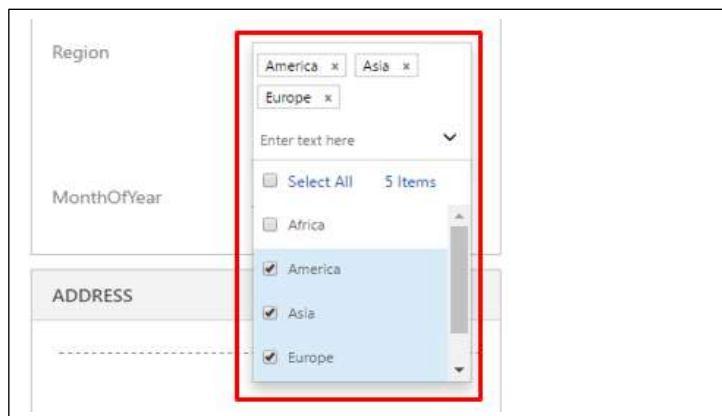 Region
America x Asia x
Europe x
Enter text here
Select All 5 Items
MonthOfYear
Africa
America
ADDRESS
Asia
Europe